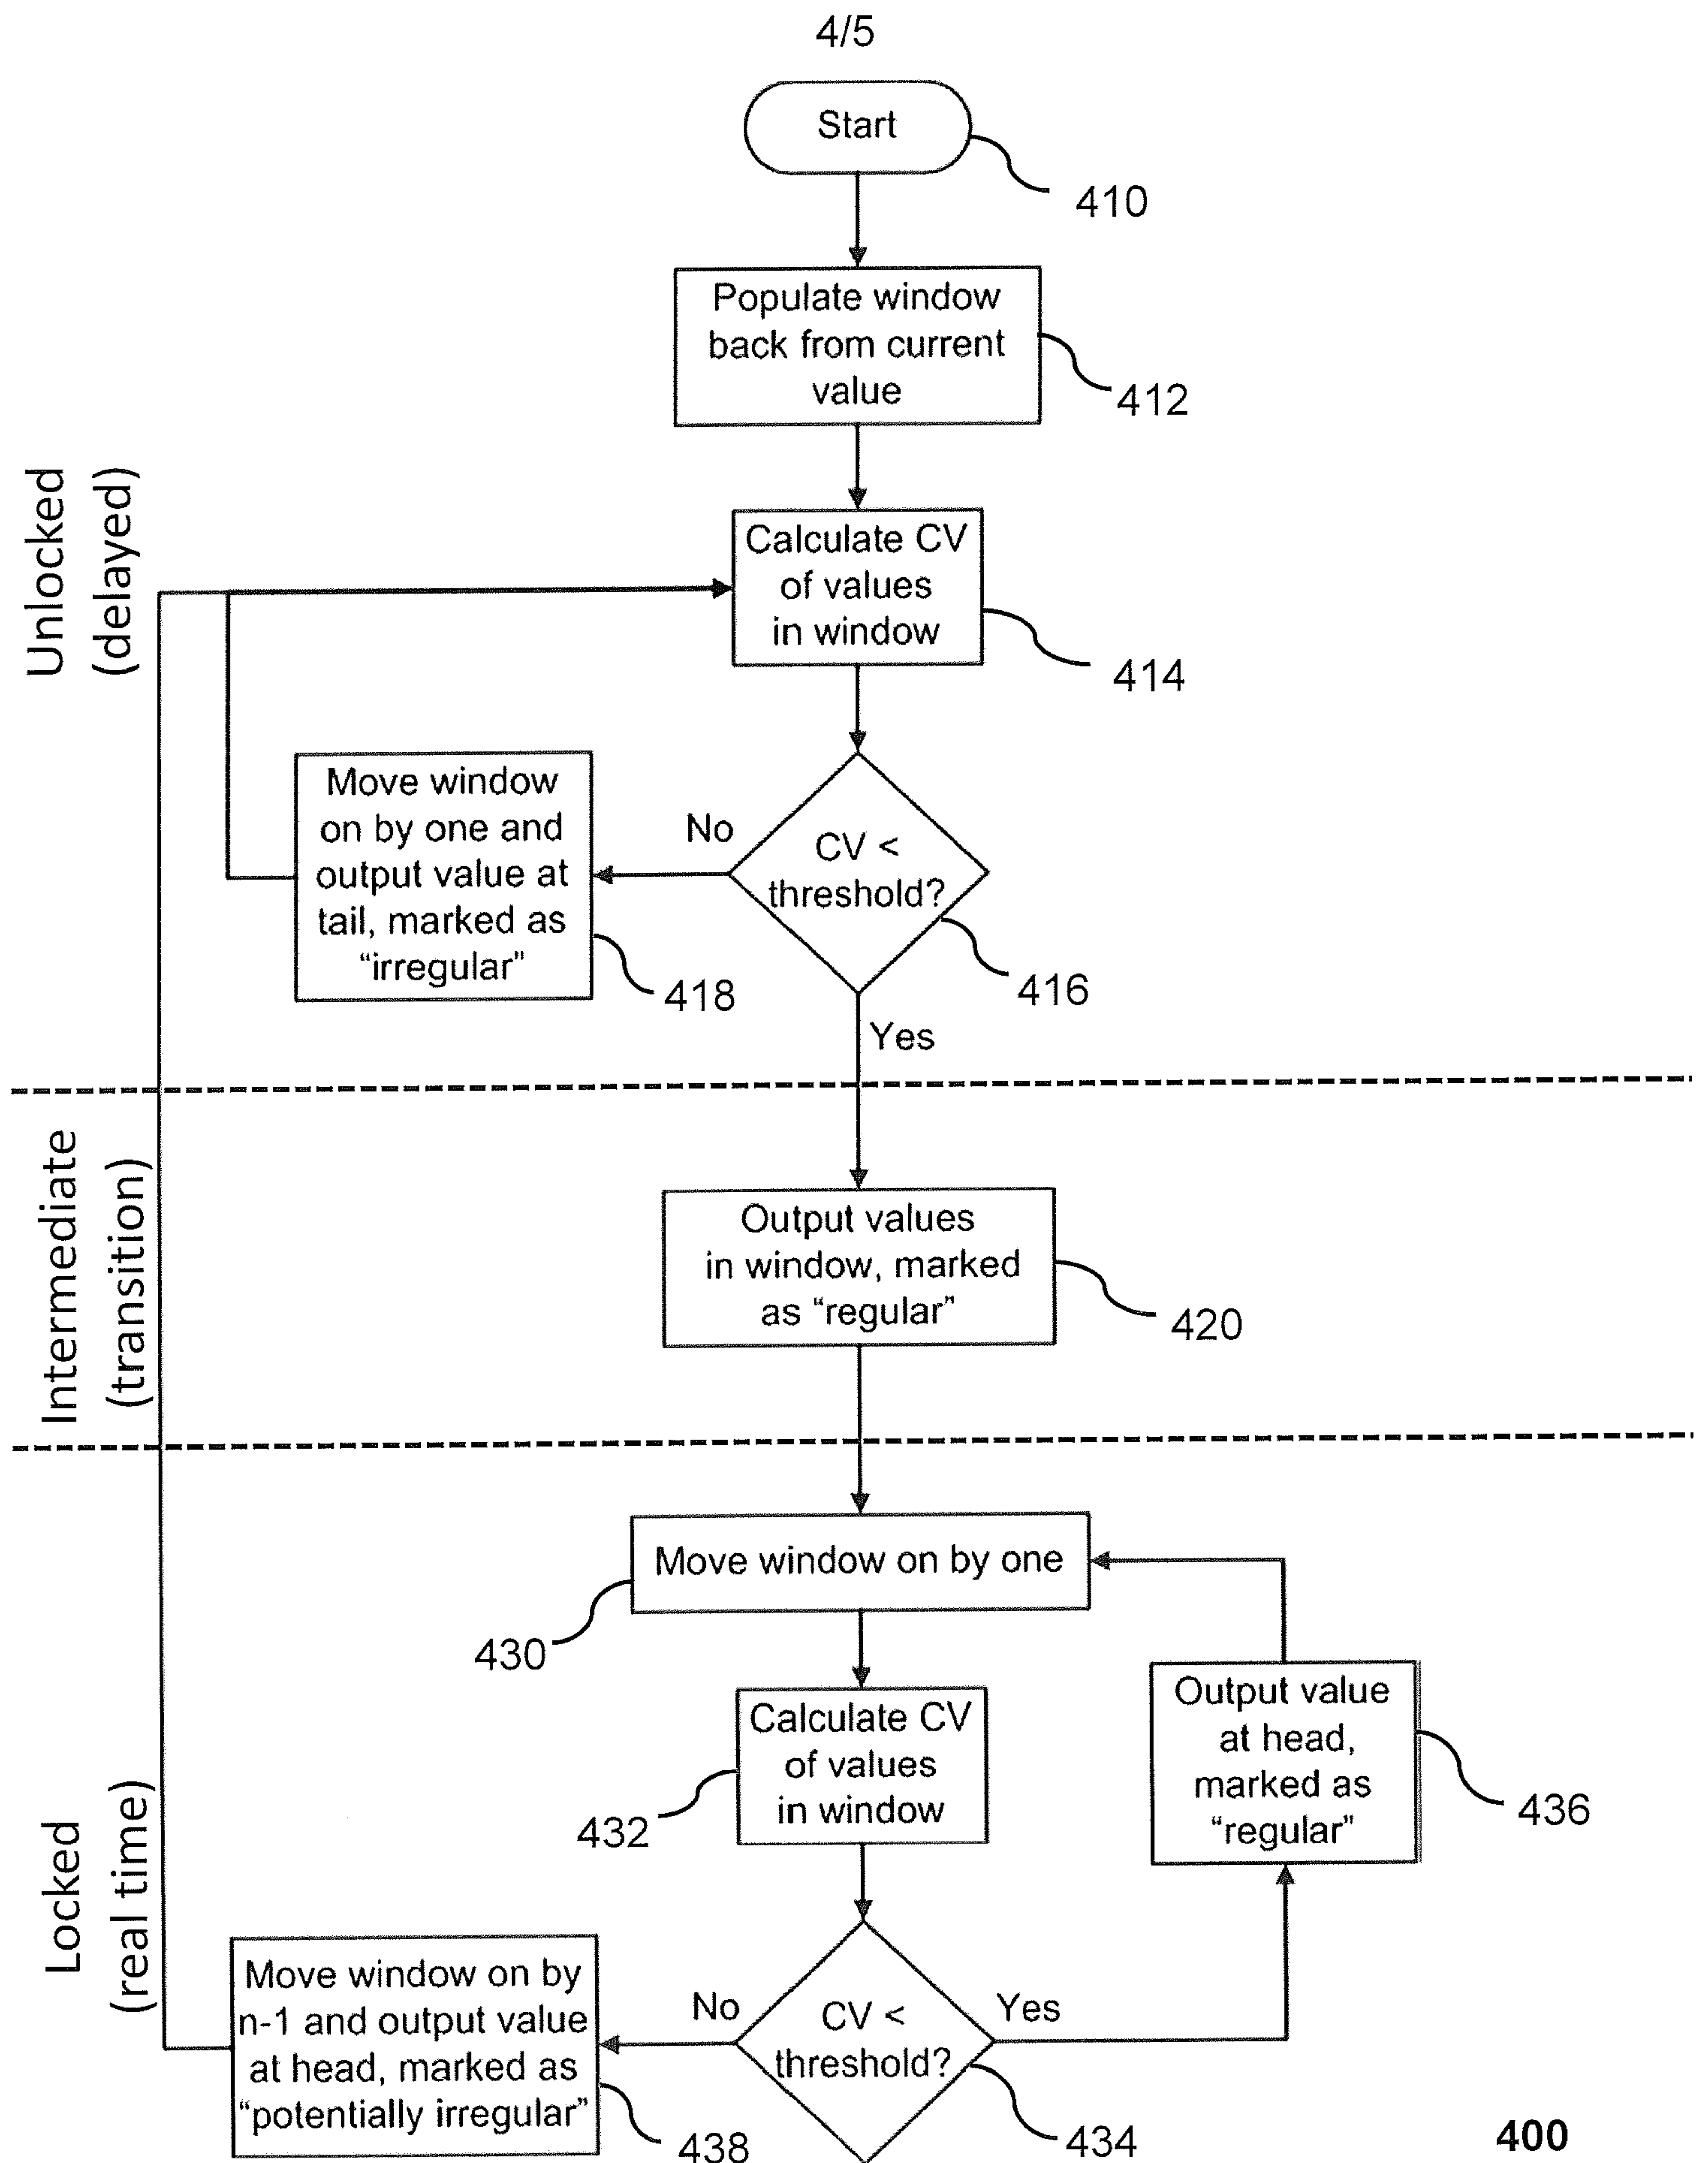 4/5
Start
410
Populate window
back from current
value
412
Unlocked
(delayed)
Calculate CV
of values
in window
414
Move window
on by one and
output value at
tail, marked as
“irregular”
418
No
CV <
threshold?
416
Yes
Intermediate
(transition)
Output values
in window, marked
as “regular”
420
Locked
(real time)
Move window on by one
430
Calculate CV
of values
in window
432
Output value
at head,
marked as
“regular”
436
Move window on by
n-1 and output value
at head, marked as
“potentially irregular”
438
No
CV <
threshold?
Yes
434
400